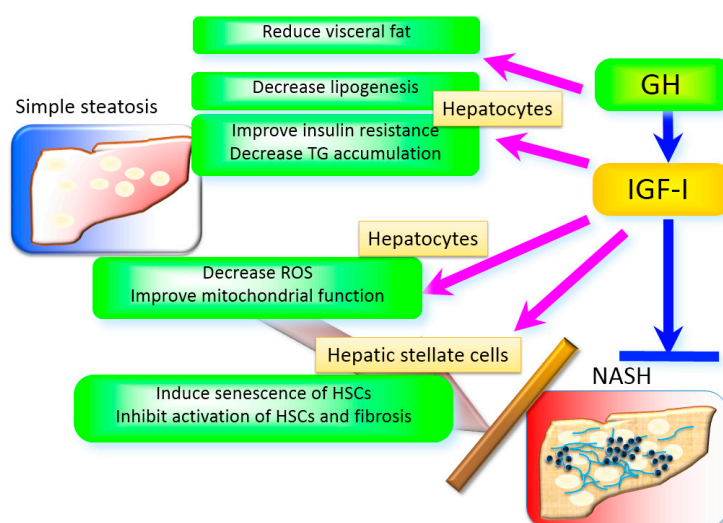 Reduce visceral fat
GH
Decrease lipogenesis
Hepatocytes
Simple steatosis
Improve insulin resistance
Decrease TG accumulation
IGF-I
Hepatocytes
Decrease ROS
Improve mitochondrial function
Hepatic stellate cells
NASH
Induce senescence of HSCs
Inhibit activation of HSCs and fibrosis